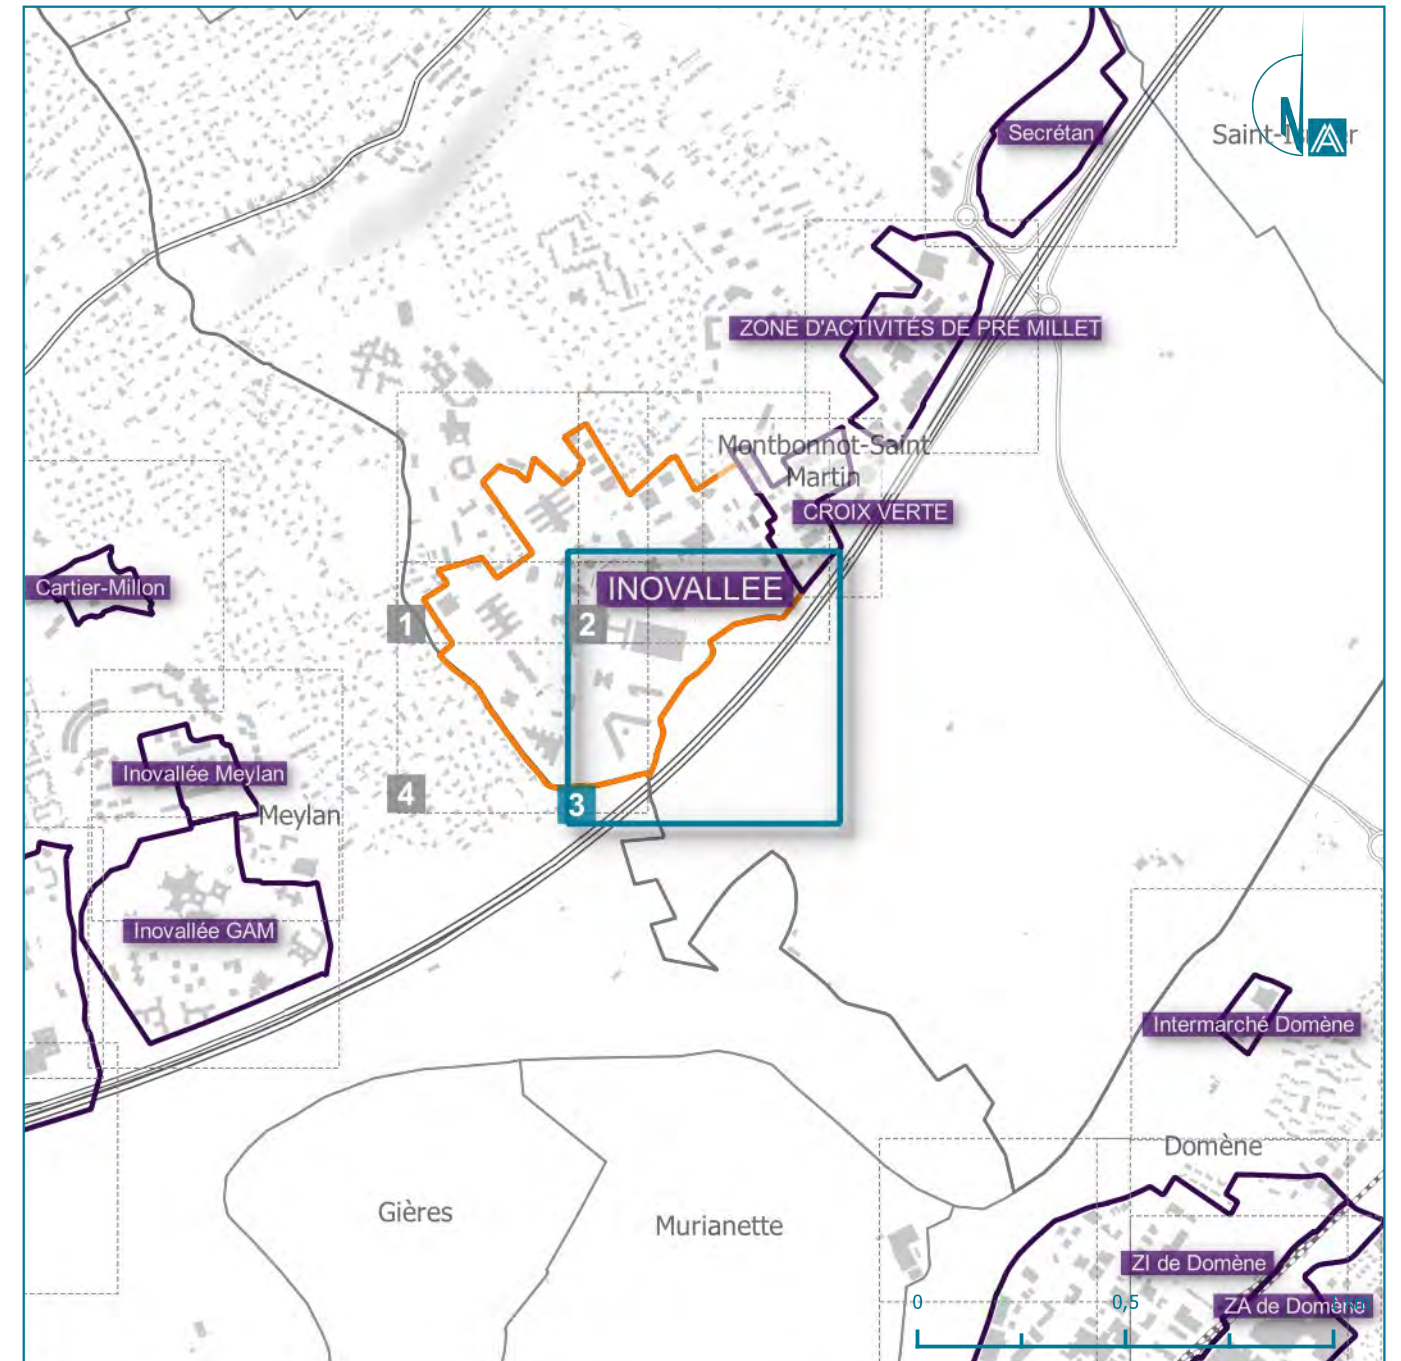 N
Secrétan
ZONE D'ACTIVITÉS DE PRÉ MILLET
Montbonnot-Saint
Martin
CROIX VERTE
INOVALLEE
Cartier-Millon
1
2
Inovallée Meylan
4
3
Meylan
Inovallée GAM
Intermarché Domène
Domène
Gières
Murianette
ZI de Domène
0
0,5
ZA de Domène